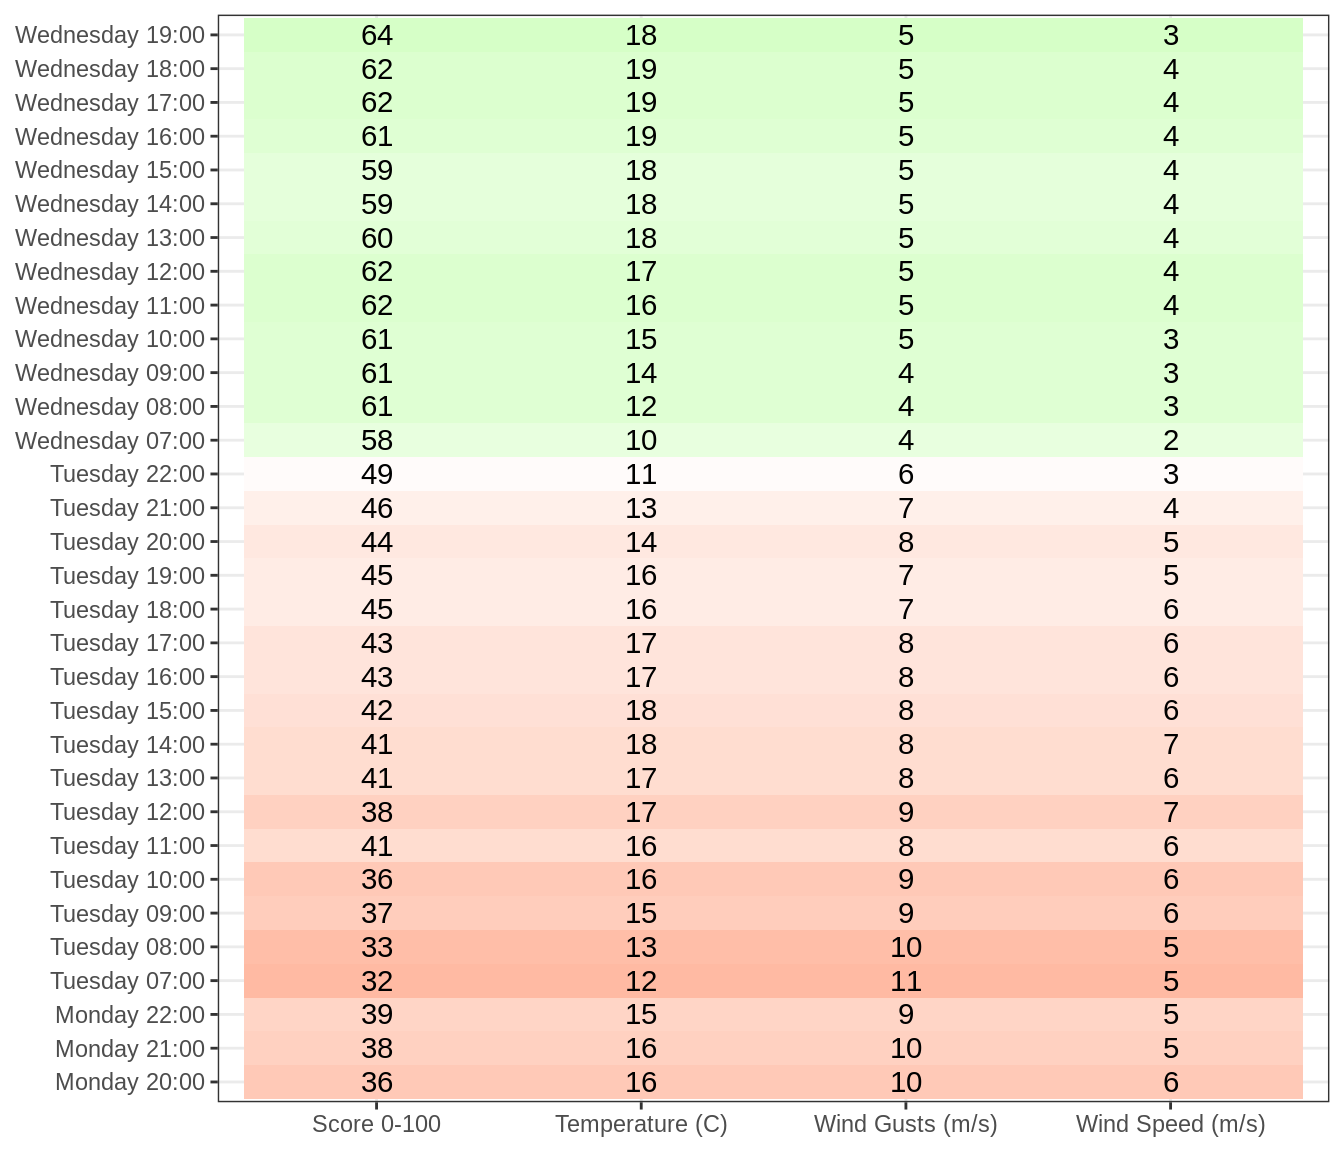 Wednesday 19:00 64 18 5 3
Wednesday 18:00 62 19 5 4
Wednesday 17:00 62 19 5 4
Wednesday 16:00 61 19 5 4
Wednesday 15:00 59 18 5 4
Wednesday 14:00 59 18 5 4
Wednesday 13:00 60 18 5 4
Wednesday 12:00 62 17 5 4
Wednesday 11:00 62 16 5 4
Wednesday 10:00 61 15 5 3
Wednesday 09:00 61 14 4 3
Wednesday 08:00 61 12 4 3
Wednesday 07:00 58 10 4 2
Tuesday 22:00 49 11 6 3
Tuesday 21:00 46 13 7 4
Tuesday 20:00 44 14 8 5
Tuesday 19:00 45 16 7 5
Tuesday 18:00 45 16 7 6
Tuesday 17:00 43 17 8 6
Tuesday 16:00 43 17 8 6
Tuesday 15:00 42 18 8 6
Tuesday 14:00 41 18 8 7
Tuesday 13:00 41 17 8 6
Tuesday 12:00 38 17 9 7
Tuesday 11:00 41 16 8 6
Tuesday 10:00 36 16 9 6
Tuesday 09:00 37 15 9 6
Tuesday 08:00 33 13 10 5
Tuesday 07:00 32 12 11 5
Monday 22:00 39 15 9 5
Monday 21:00 38 16 10 5
Monday 20:00 36 16 10 6
Score 0-100 Temperature (C) Wind Gusts (m/s) Wind Speed (m/s)